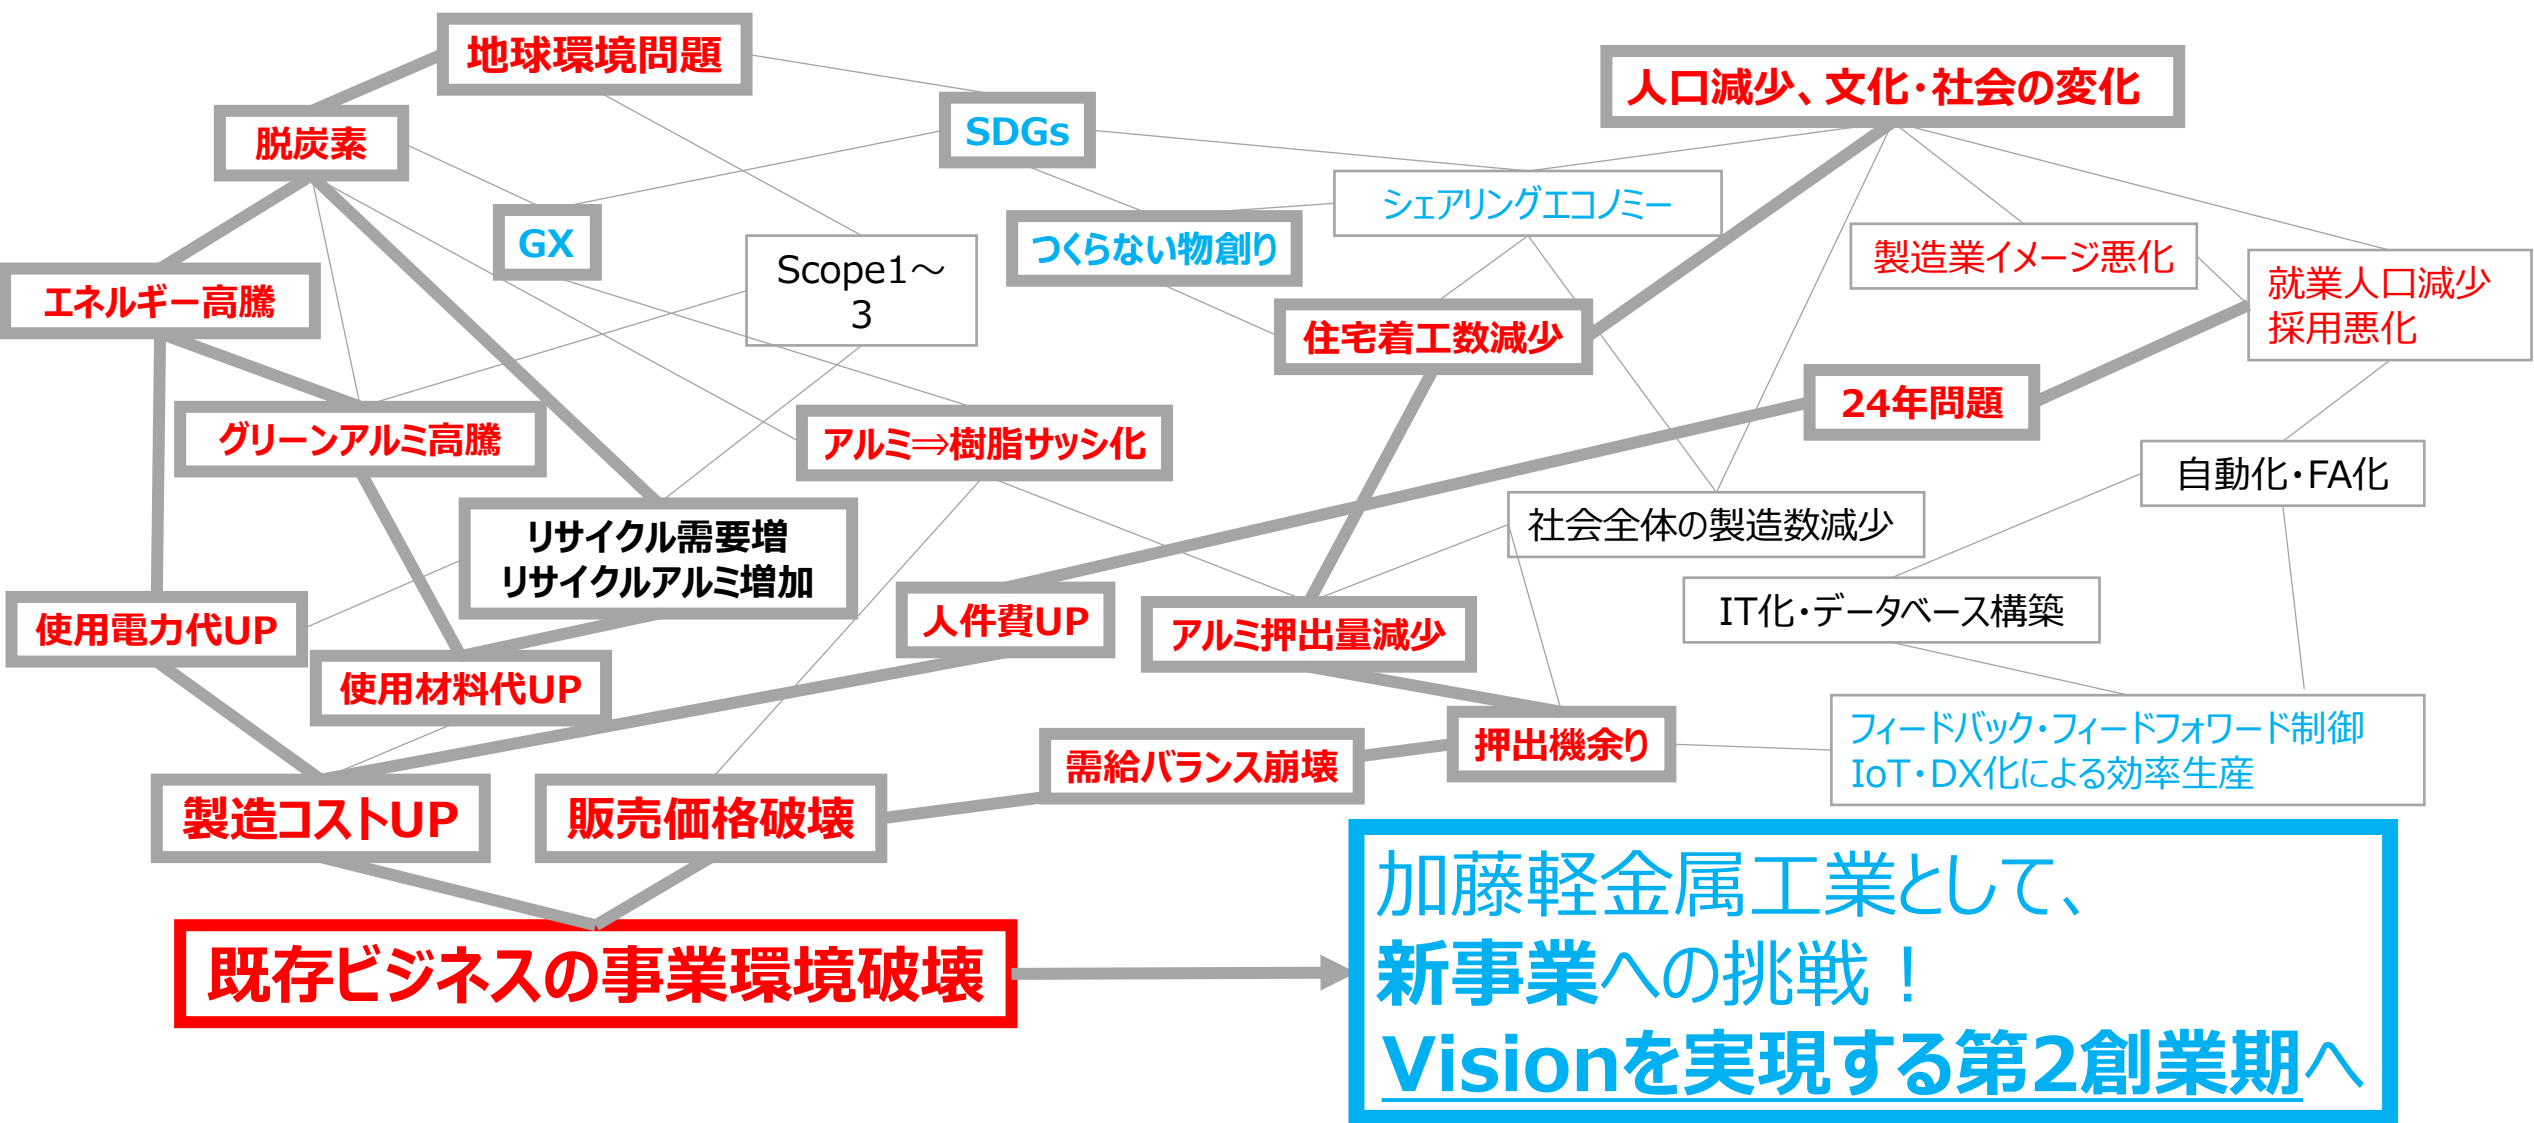 地球環境問題
人口減少、文化・社会の変化
脱炭素
SDGs
シェアリングエコノミー
GX
つくらない物創り
製造業イメージ悪化
Scope1～
3
就業人口減少
採用悪化
エネルギー高騰
住宅着工数減少
24年問題
グリーンアルミ高騰
アルミ⇒樹脂サッシ化
自動化・FA化
リサイクル需要増
リサイクルアルミ増加
社会全体の製造数減少
IT化・データベース構築
使用電力代UP
人件費UP
アルミ押出量減少
使用材料代UP
フィードバック・フィードフォワード制御
IoT・DX化による効率生産
押出機余り
需給バランス崩壊
製造コストUP
販売価格破壊
既存ビジネスの事業環境破壊
加藤軽金属工業として、
新事業への挑戦！
Visionを実現する第2創業期へ